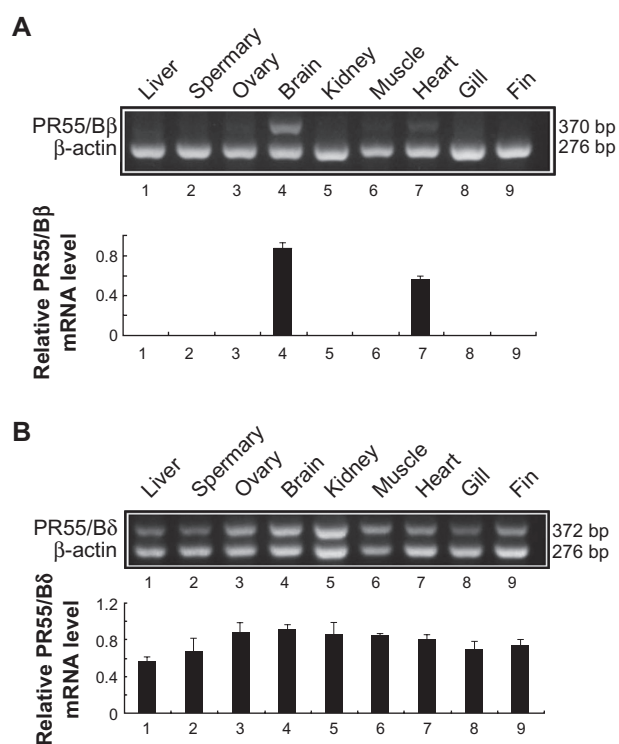 A
Liver Spermary Ovary Brain Kidney Muscle Heart Gill Fin
PR55/Bβ 370 bp
β-actin 276 bp
1 2 3 4 5 6 7 8 9
Relative PR55/Bβ
mRNA level
0.8
0.4
0
1 2 3 4 5 6 7 8 9
B
Liver Spermary Ovary Brain Kidney Muscle Heart Gill Fin
PR55/Bδ 372 bp
β-actin 276 bp
1 2 3 4 5 6 7 8 9
Relative PR55/Bδ
mRNA level
1.2
0.8
0.4
0
1 2 3 4 5 6 7 8 9